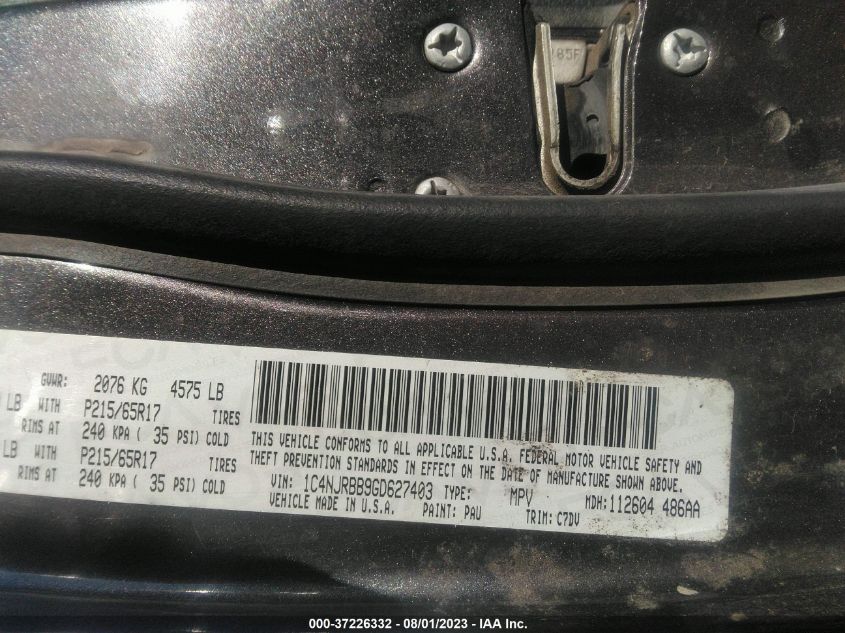 185F
GVWR: 2076 KG 4575 LB
LB WITH P215/65R17 TIRES
RIMS AT 240 KPA ( 35 PSI) COLD
LB WITH P215/65R17 TIRES
RIMS AT 240 KPA ( 35 PSI) COLD
THIS VEHICLE CONFORMS TO ALL APPLICABLE U.S.A. FEDERAL MOTOR VEHICLE SAFETY AND
THEFT PREVENTION STANDARDS IN EFFECT ON THE DATE OF MANUFACTURE SHOWN ABOVE.
VIN: 1C4NJRBB9GD627403 TYPE: MPV MDH:112604 486AA
VEHICLE MADE IN U.S.A. PAINT: PAU TRIM: C7DV
000-37226332 - 08/01/2023 - IAA Inc.